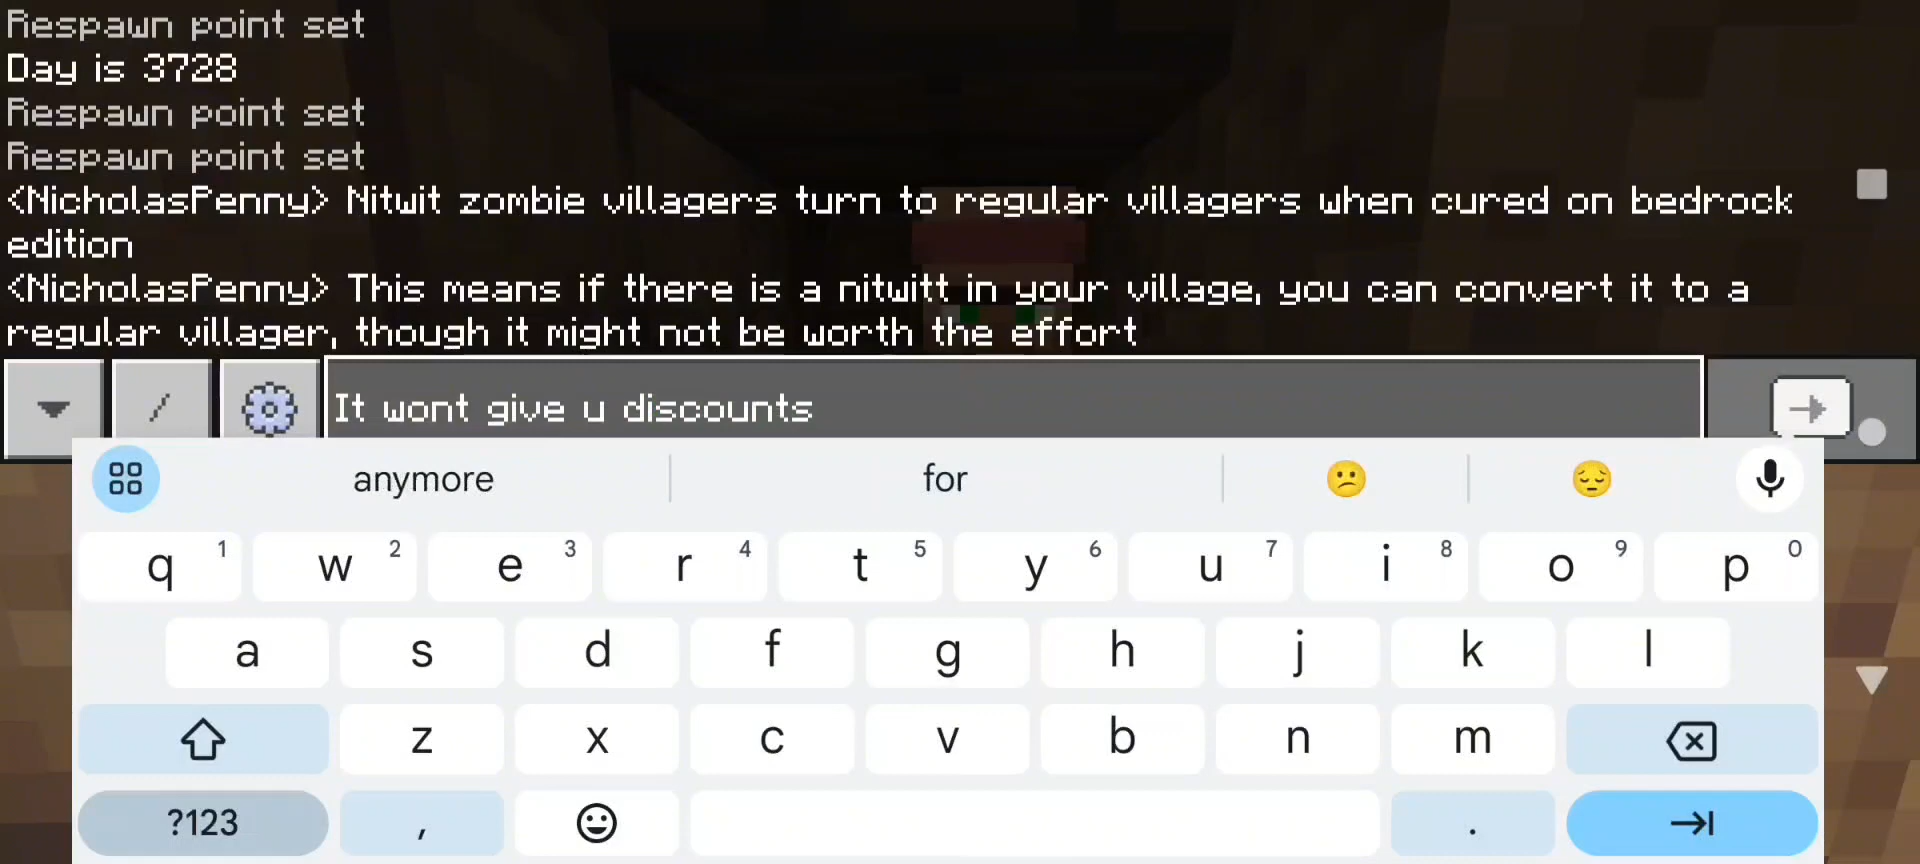 Respawn point set
Day is 3728
Respawn point set
Respawn point set
<NicholasPenny> Nitwit zombie villagers turn to regular villagers when cured on bedrock
edition
<NicholasPenny> This means if there is a nitwitt in your village, you can convert it to a
regular villager, though it might not be worth the effort
/ It wont give u discounts
anymore for 😕 😔
q 1 w 2 e 3 r 4 t 5 y 6 u 7 i 8 o 9 p 0
a s d f g h j k l
z x c v b n m
?123 , .